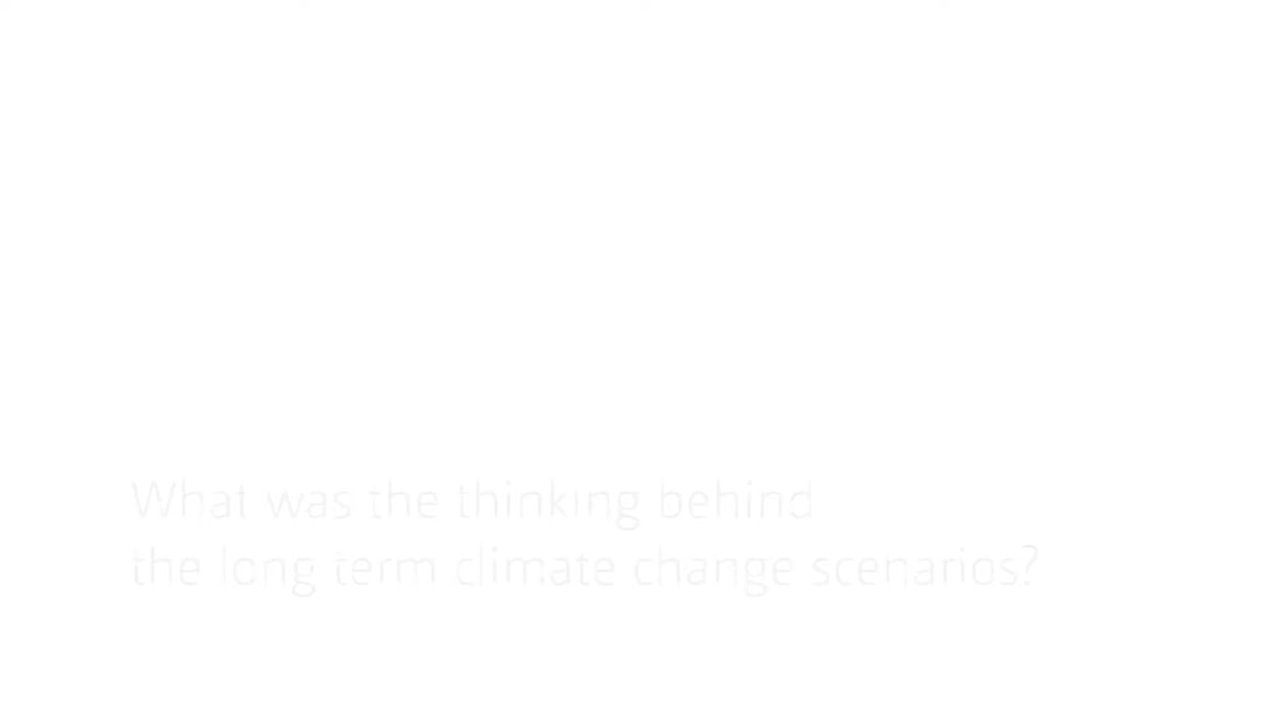 What was the thinking behind
the long term climate change scenarios?